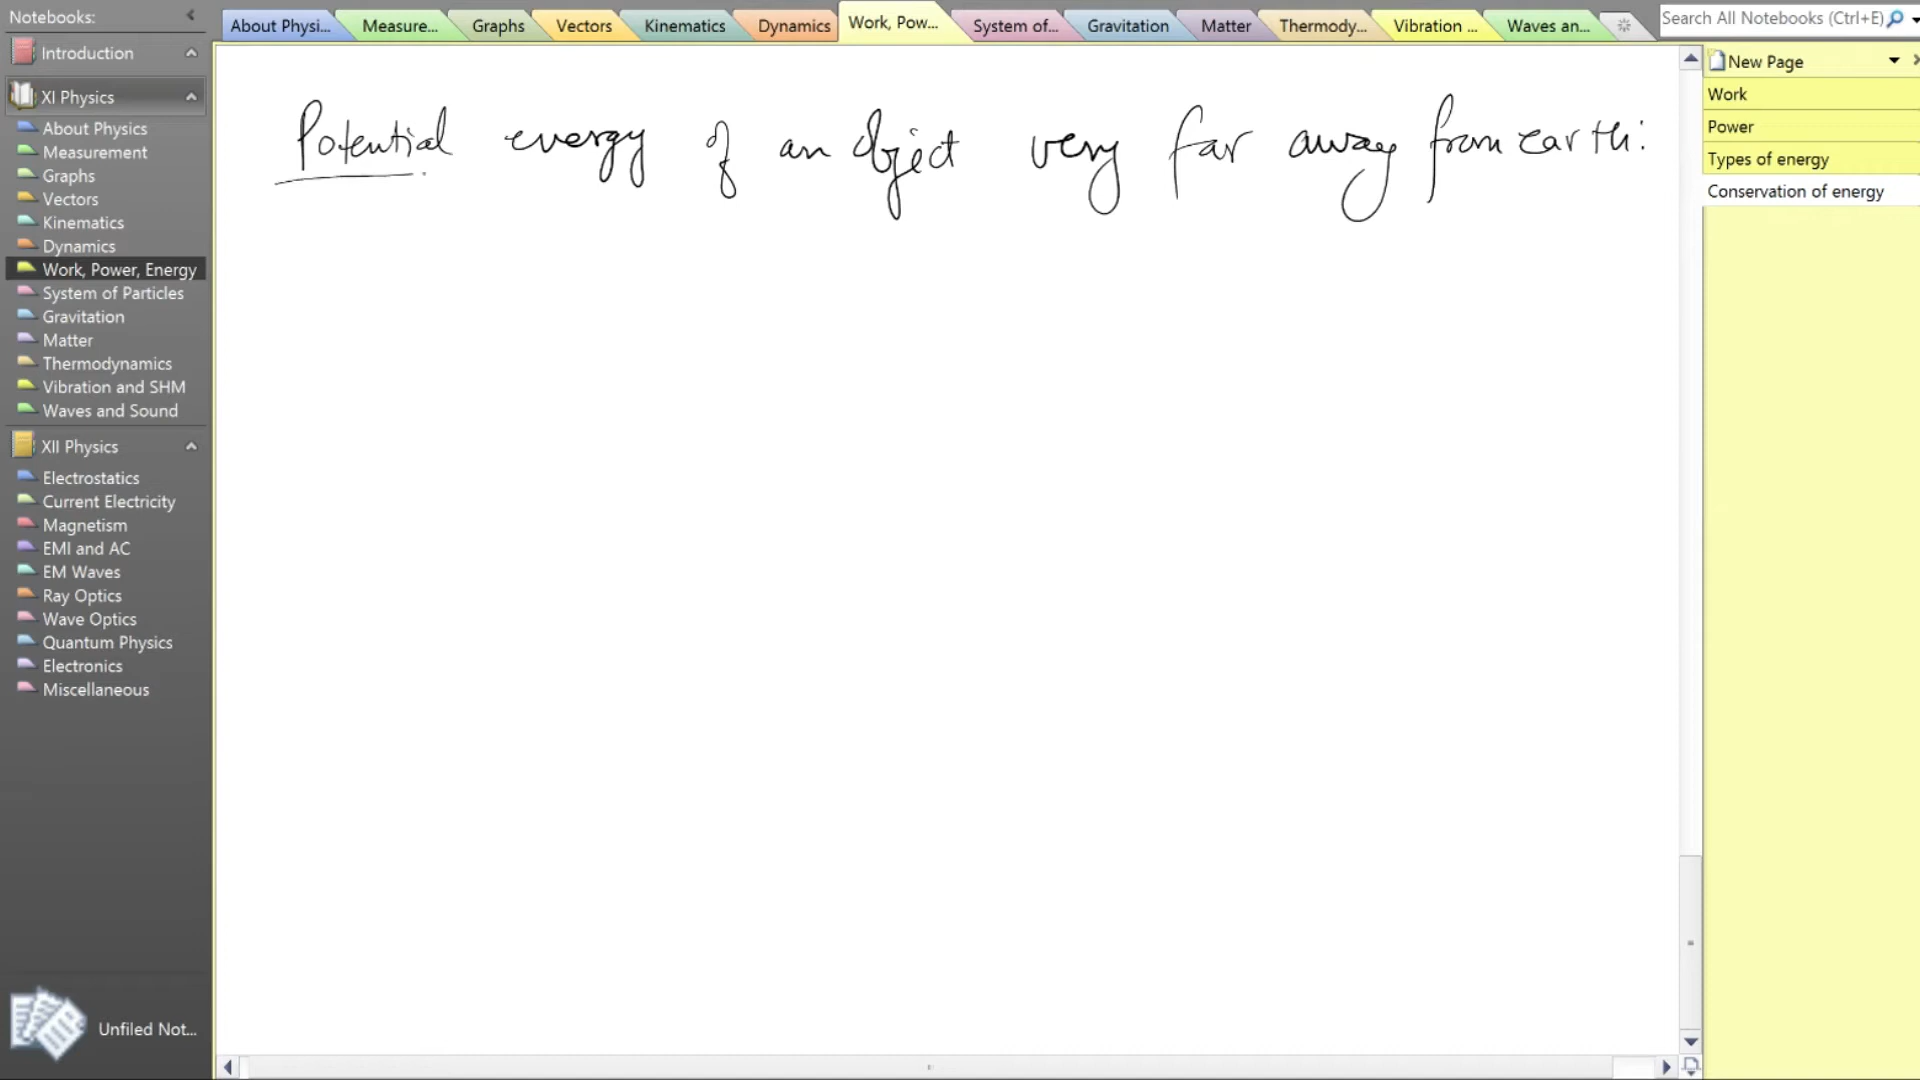 Notebooks:
Introduction
XI Physics
About Physics
Measurement
Graphs
Vectors
Kinematics
Dynamics
Work, Power, Energy
System of Particles
Gravitation
Matter
Thermodynamics
Vibration and SHM
Waves and Sound
XII Physics
Electrostatics
Current Electricity
Magnetism
EMI and AC
EM Waves
Ray Optics
Wave Optics
Quantum Physics
Electronics
Miscellaneous
Unfiled Not...
About Physi... Measure... Graphs Vectors Kinematics Dynamics Work, Pow... System of... Gravitation Matter Thermody... Vibration ... Waves an...
Potential energy of an object very far away from earth:
Search All Notebooks (Ctrl+E)
New Page
Work
Power
Types of energy
Conservation of energy